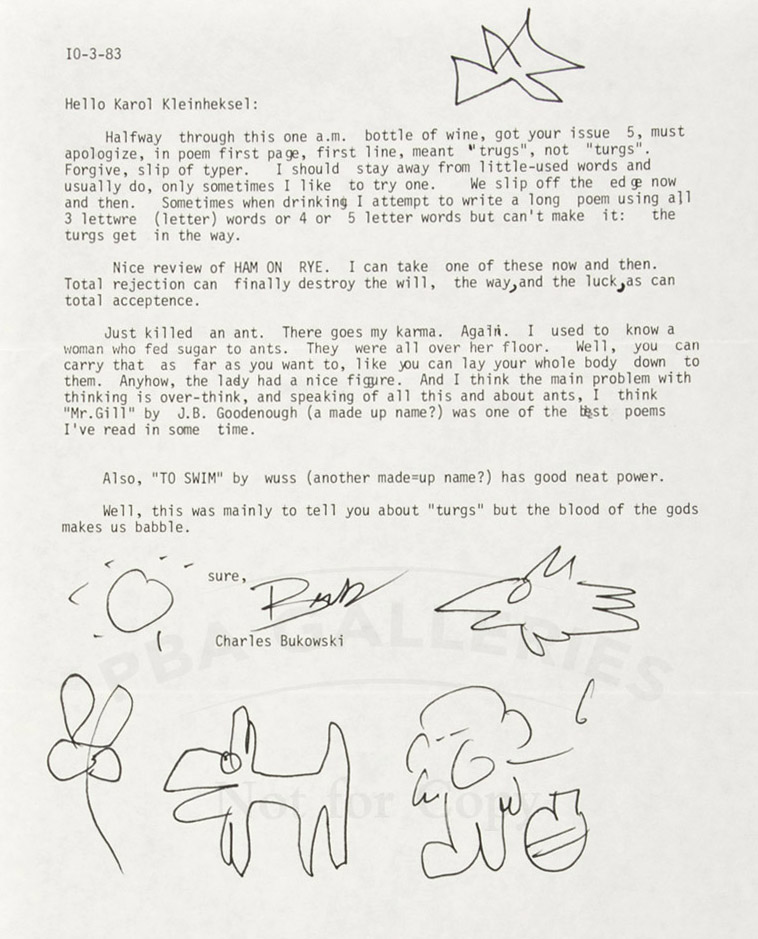 IO-3-83
Hello Karol Kleinheksel:
Halfway through this one a.m. bottle of wine, got your issue 5, must
apologize, in poem first page, first line, meant "trugs", not "turgs".
Forgive, slip of typer. I should stay away from little-used words and
usually do, only sometimes I like to try one. We slip off the edge now
and then. Sometimes when drinking I attempt to write a long poem using all
3 lettwre (letter) words or 4 or 5 letter words but can't make it: the
turgs get in the way.
Nice review of HAM ON RYE. I can take one of these now and then.
Total rejection can finally destroy the will, the way, and the luck, as can
total acceptence.
Just killed an ant. There goes my karma. Again. I used to know a
woman who fed sugar to ants. They were all over her floor. Well, you can
carry that as far as you want to, like you can lay your whole body down to
them. Anyhow, the lady had a nice figure. And I think the main problem with
thinking is over-think, and speaking of all this and about ants, I think
"Mr.Gill" by J.B. Goodenough (a made up name?) was one of the best poems
I've read in some time.
Also, "TO SWIM" by wuss (another made=up name?) has good neat power.
Well, this was mainly to tell you about "turgs" but the blood of the gods
makes us babble.
sure,
Charles Bukowski
PBA GALLERIES
Not for Copy